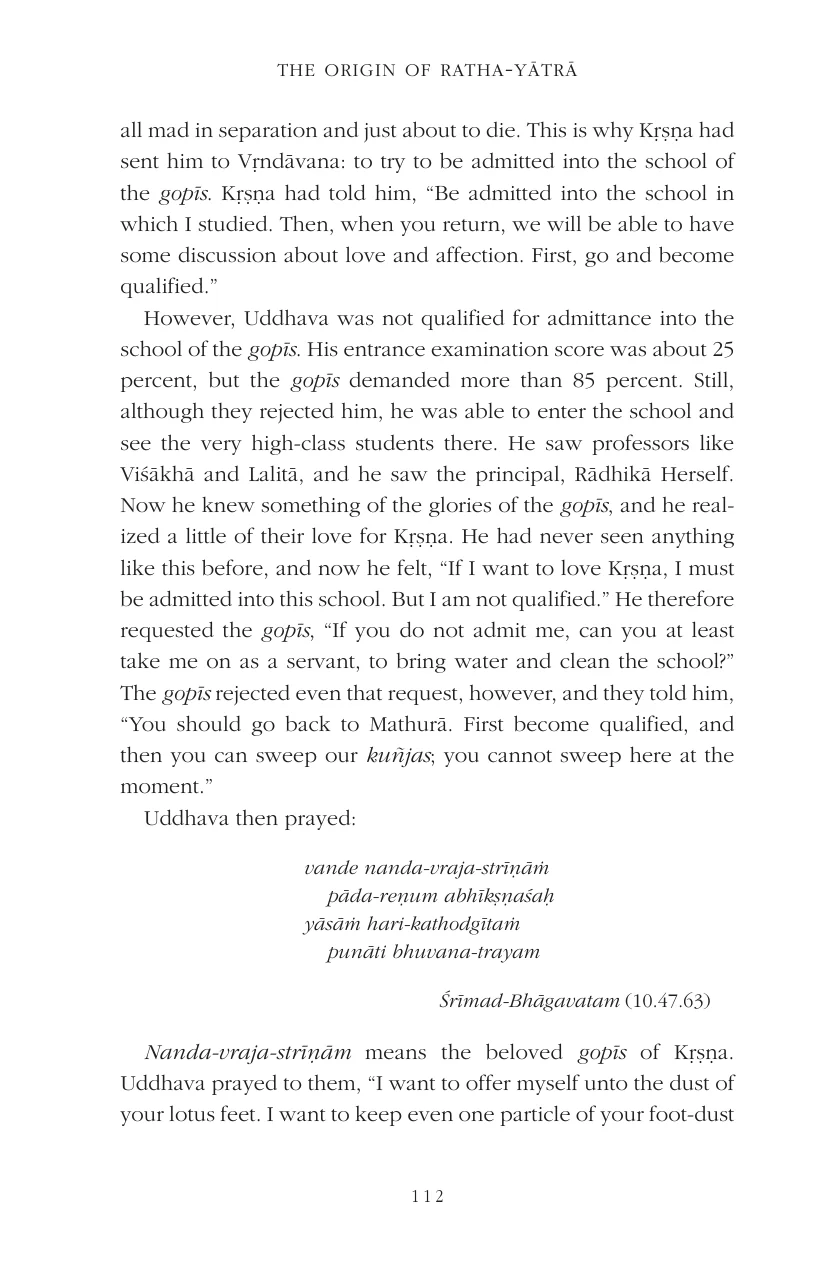 THE ORIGIN OF RATHA-YĀTRĀ
all mad in separation and just about to die. This is why Kṛṣṇa had
sent him to Vṛndāvana: to try to be admitted into the school of
the gopīs. Kṛṣṇa had told him, “Be admitted into the school in
which I studied. Then, when you return, we will be able to have
some discussion about love and affection. First, go and become
qualified.”
However, Uddhava was not qualified for admittance into the
school of the gopīs. His entrance examination score was about 25
percent, but the gopīs demanded more than 85 percent. Still,
although they rejected him, he was able to enter the school and
see the very high-class students there. He saw professors like
Viśākhā and Lalitā, and he saw the principal, Rādhikā Herself.
Now he knew something of the glories of the gopīs, and he real-
ized a little of their love for Kṛṣṇa. He had never seen anything
like this before, and now he felt, “If I want to love Kṛṣṇa, I must
be admitted into this school. But I am not qualified.” He therefore
requested the gopīs, “If you do not admit me, can you at least
take me on as a servant, to bring water and clean the school?”
The gopīs rejected even that request, however, and they told him,
“You should go back to Mathurā. First become qualified, and
then you can sweep our kuñjas; you cannot sweep here at the
moment.”
Uddhava then prayed:
vande nanda-vraja-strīṇāṁ
pāda-reṇum abhīkṣṇaśaḥ
yāsāṁ hari-kathodgītaṁ
punāti bhuvana-trayam
Śrīmad-Bhāgavatam (10.47.63)
Nanda-vraja-strīṇām means the beloved gopīs of Kṛṣṇa.
Uddhava prayed to them, “I want to offer myself unto the dust of
your lotus feet. I want to keep even one particle of your foot-dust
112